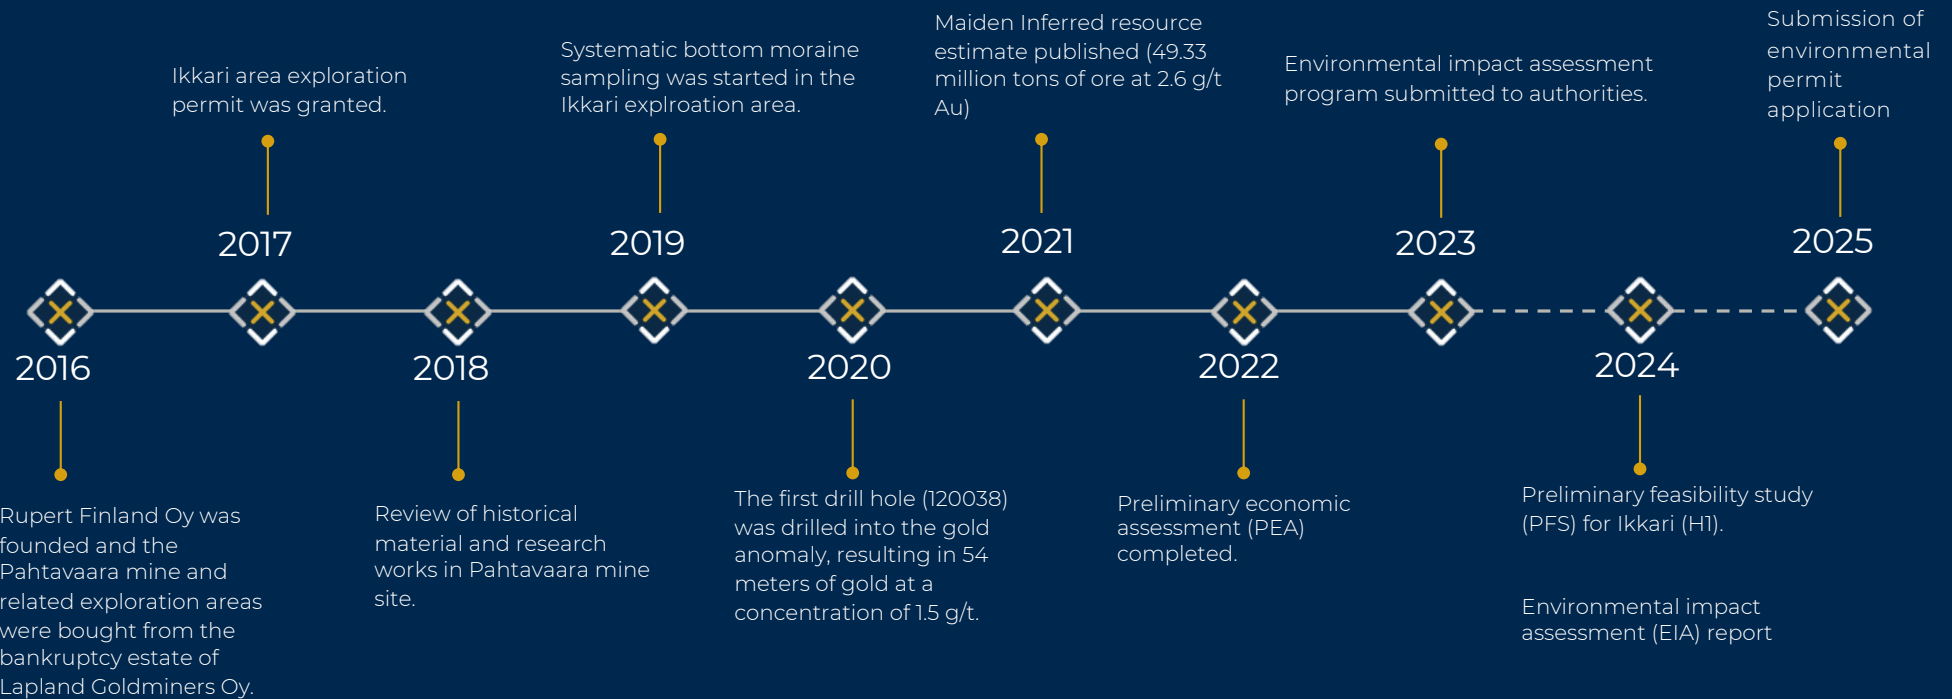 Ikkari area exploration
permit was granted.
Systematic bottom moraine
sampling was started in the
Ikkari explroation area.
Maiden Inferred resource
estimate published (49.33
million tons of ore at 2.6 g/t
Au)
Environmental impact assessment
program submitted to authorities.
Submission of
environmental
permit
application
2017
2019
2021
2023
2025
2016
2018
2020
2022
2024
Rupert Finland Oy was
founded and the
Pahtavaara mine and
related exploration areas
were bought from the
bankruptcy estate of
Lapland Goldminers Oy.
Review of historical
material and research
works in Pahtavaara mine
site.
The first drill hole (120038)
was drilled into the gold
anomaly, resulting in 54
meters of gold at a
concentration of 1.5 g/t.
Preliminary economic
assessment (PEA)
completed.
Preliminary feasibility study
(PFS) for Ikkari (H1).
Environmental impact
assessment (EIA) report